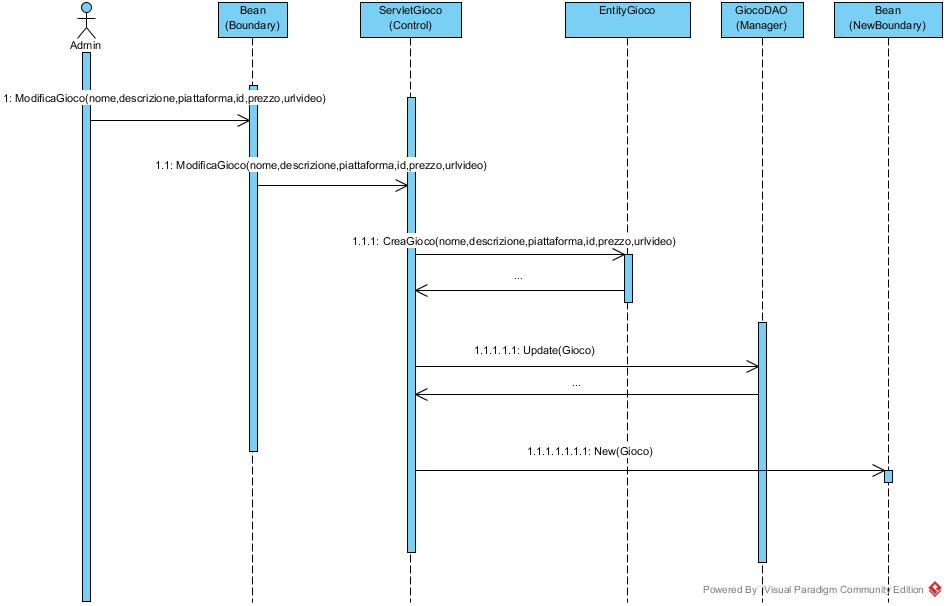 Bean
(Boundary)
ServletGioco
(Control)
EntityGioco
GiocoDAO
(Manager)
Bean
(NewBoundary)
Admin
1: ModificaGioco(nome,descrizione,piattaforma,id,prezzo,urlvideo)
1.1: ModificaGioco(nome,descrizione,piattaforma,id,prezzo,urlvideo)
1.1.1: CreaGioco(nome,descrizione,piattaforma,id,prezzo,urlvideo)
...
1.1.1.1.1: Update(Gioco)
...
1.1.1.1.1.1.1: New(Gioco)
Powered By Visual Paradigm Community Edition